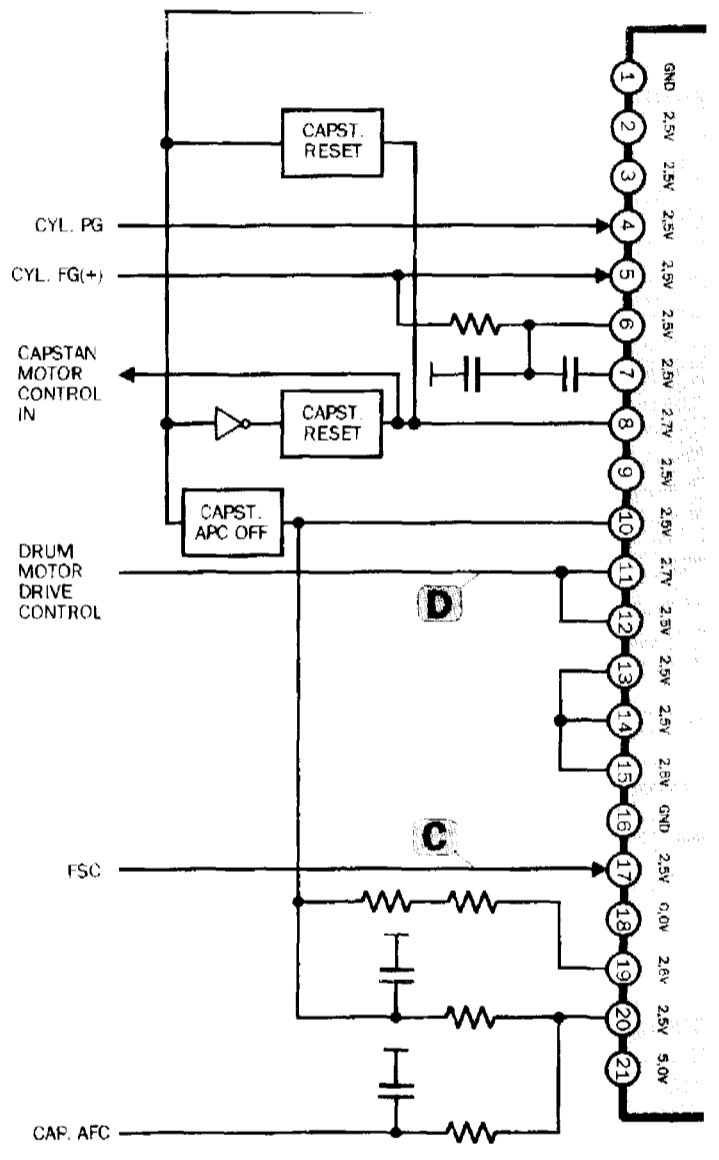 CAPST.
RESET
CYL. PG
CYL. FG(+)
CAPSTAN
MOTOR
CONTROL
IN
CAPST.
RESET
CAPST.
APC OFF
DRUM
MOTOR
DRIVE
CONTROL
D
C
FSC
CAP. AFC
1 GND
2 2,5V
3 2,5V
4 2,5V
5 2,5V
6 2,5V
7 2,5V
8 2,7V
9 2,5V
10 2,5V
11 2,7V
12 2,5V
13 2,5V
14 2,5V
15 2,6V
16 GND
17 2,5V
18 0,0V
19 2,6V
20 2,5V
21 5,0V